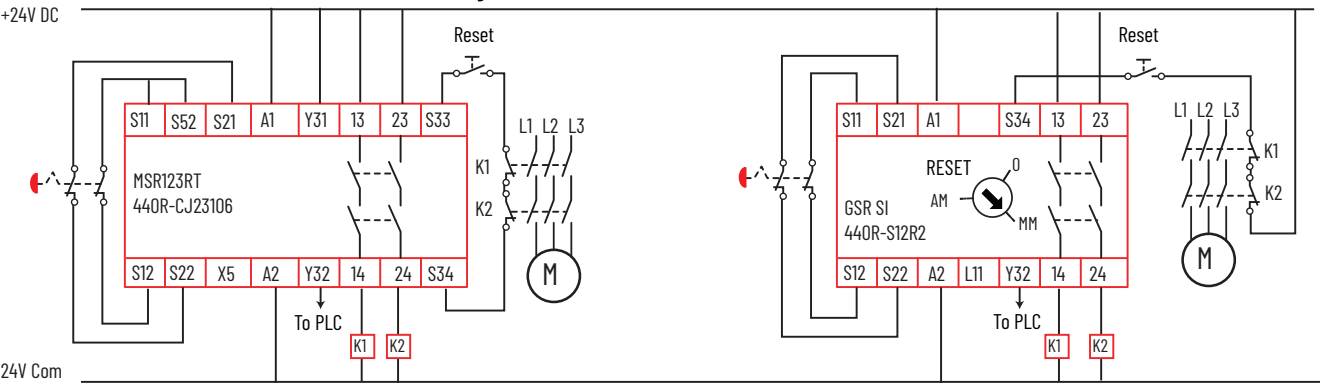 +24V DC
Reset
Reset
S11 S52 S21 A1 Y31 13 23 S33
L1 L2 L3
S11 S21 A1 S34 13 23
L1 L2 L3
K1
K2
MSR123RT
440R-CJ23106
RESET
0
AM
MM
GSR SI
440R-S12R2
K1
K2
S12 S22 X5 A2 Y32 14 24 S34
M
S12 S22 A2 L11 Y32 14 24
M
To PLC
K1 K2
To PLC
K1 K2
24V Com